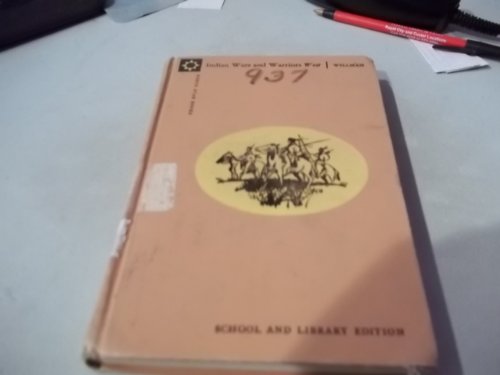 Indian Wars and Warriors West | WELLMAN
937
SCHOOL AND LIBRARY EDITION